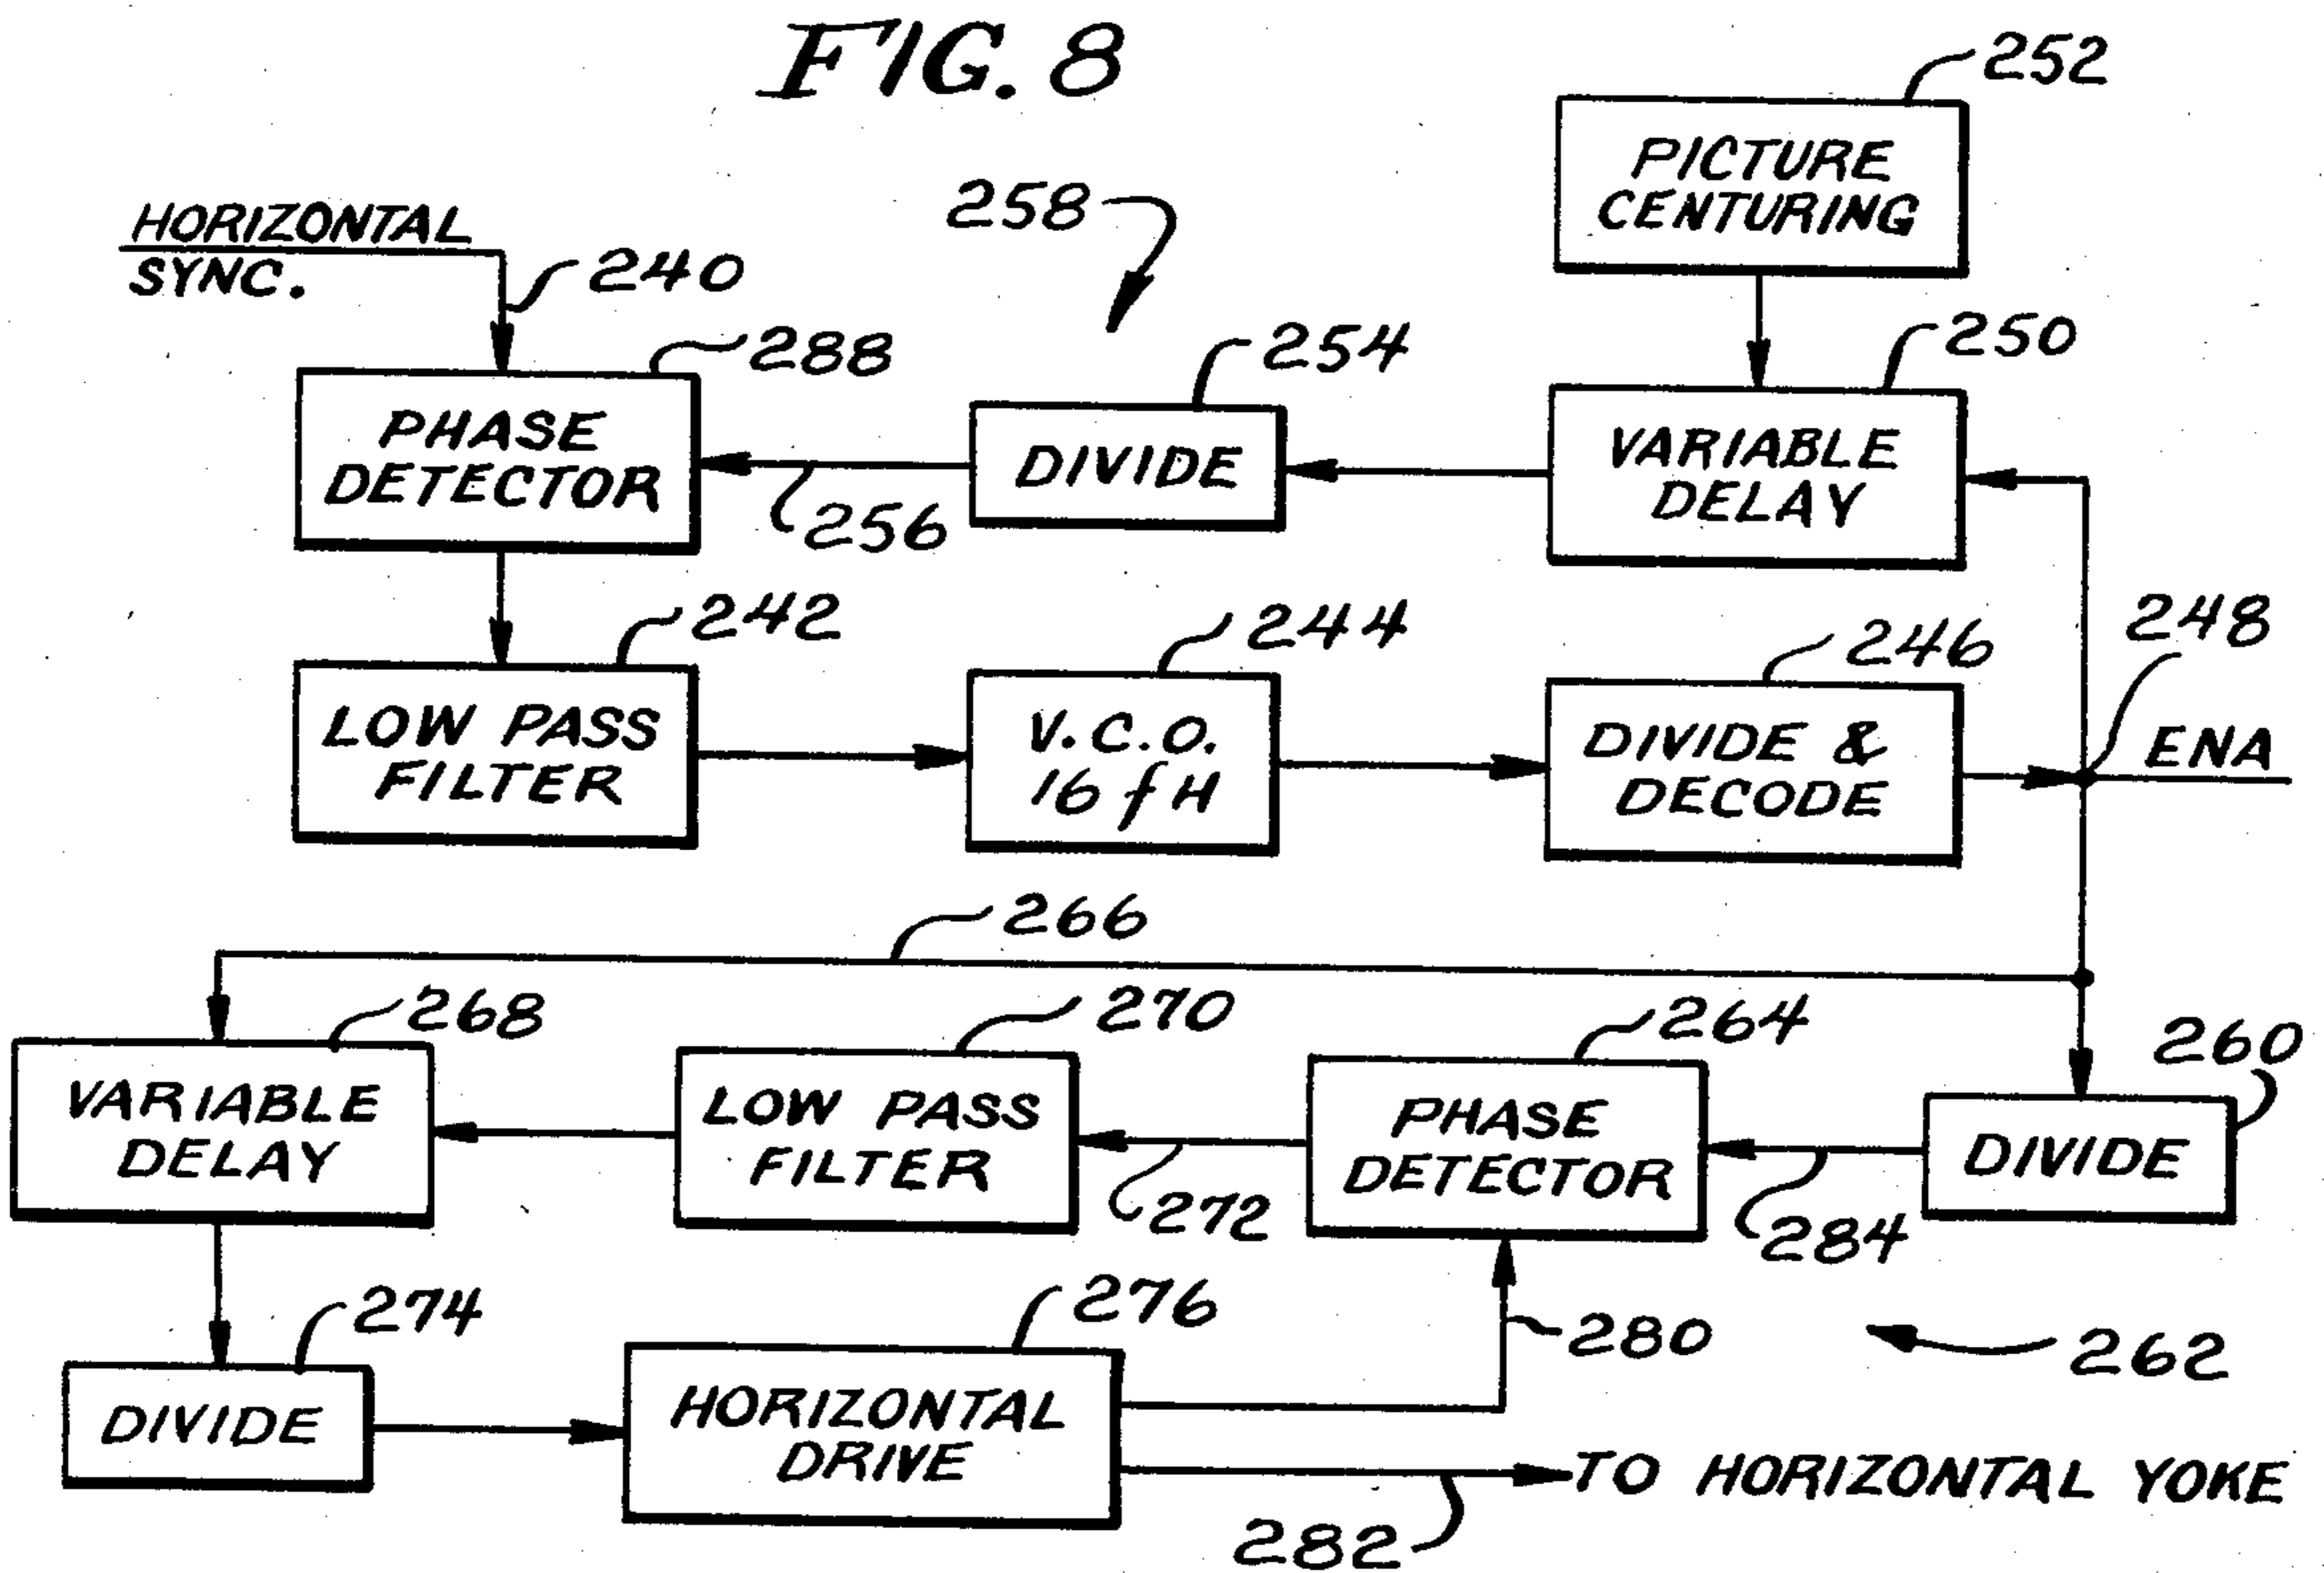 FIG. 8
252
PICTURE
CENTURING
258
HORIZONTAL
SYNC.
240
288
254
250
PHASE
DETECTOR
DIVIDE
VARIABLE
DELAY
256
242
244
246
248
LOW PASS
FILTER
V.C.O.
16 fH
DIVIDE &
DECODE
ENA
266
268
270
264
260
VARIABLE
DELAY
LOW PASS
FILTER
PHASE
DETECTOR
DIVIDE
272
284
274
276
280
262
DIVIDE
HORIZONTAL
DRIVE
TO HORIZONTAL YOKE
282